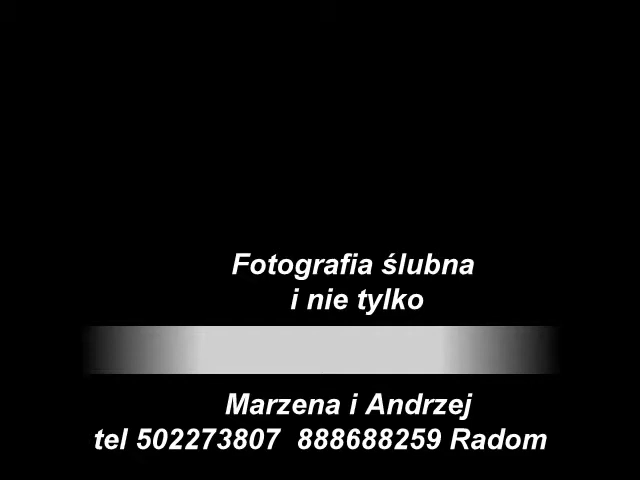 Fotografia ślubna
i nie tylko
Marzena i Andrzej
tel 502273807 888688259 Radom